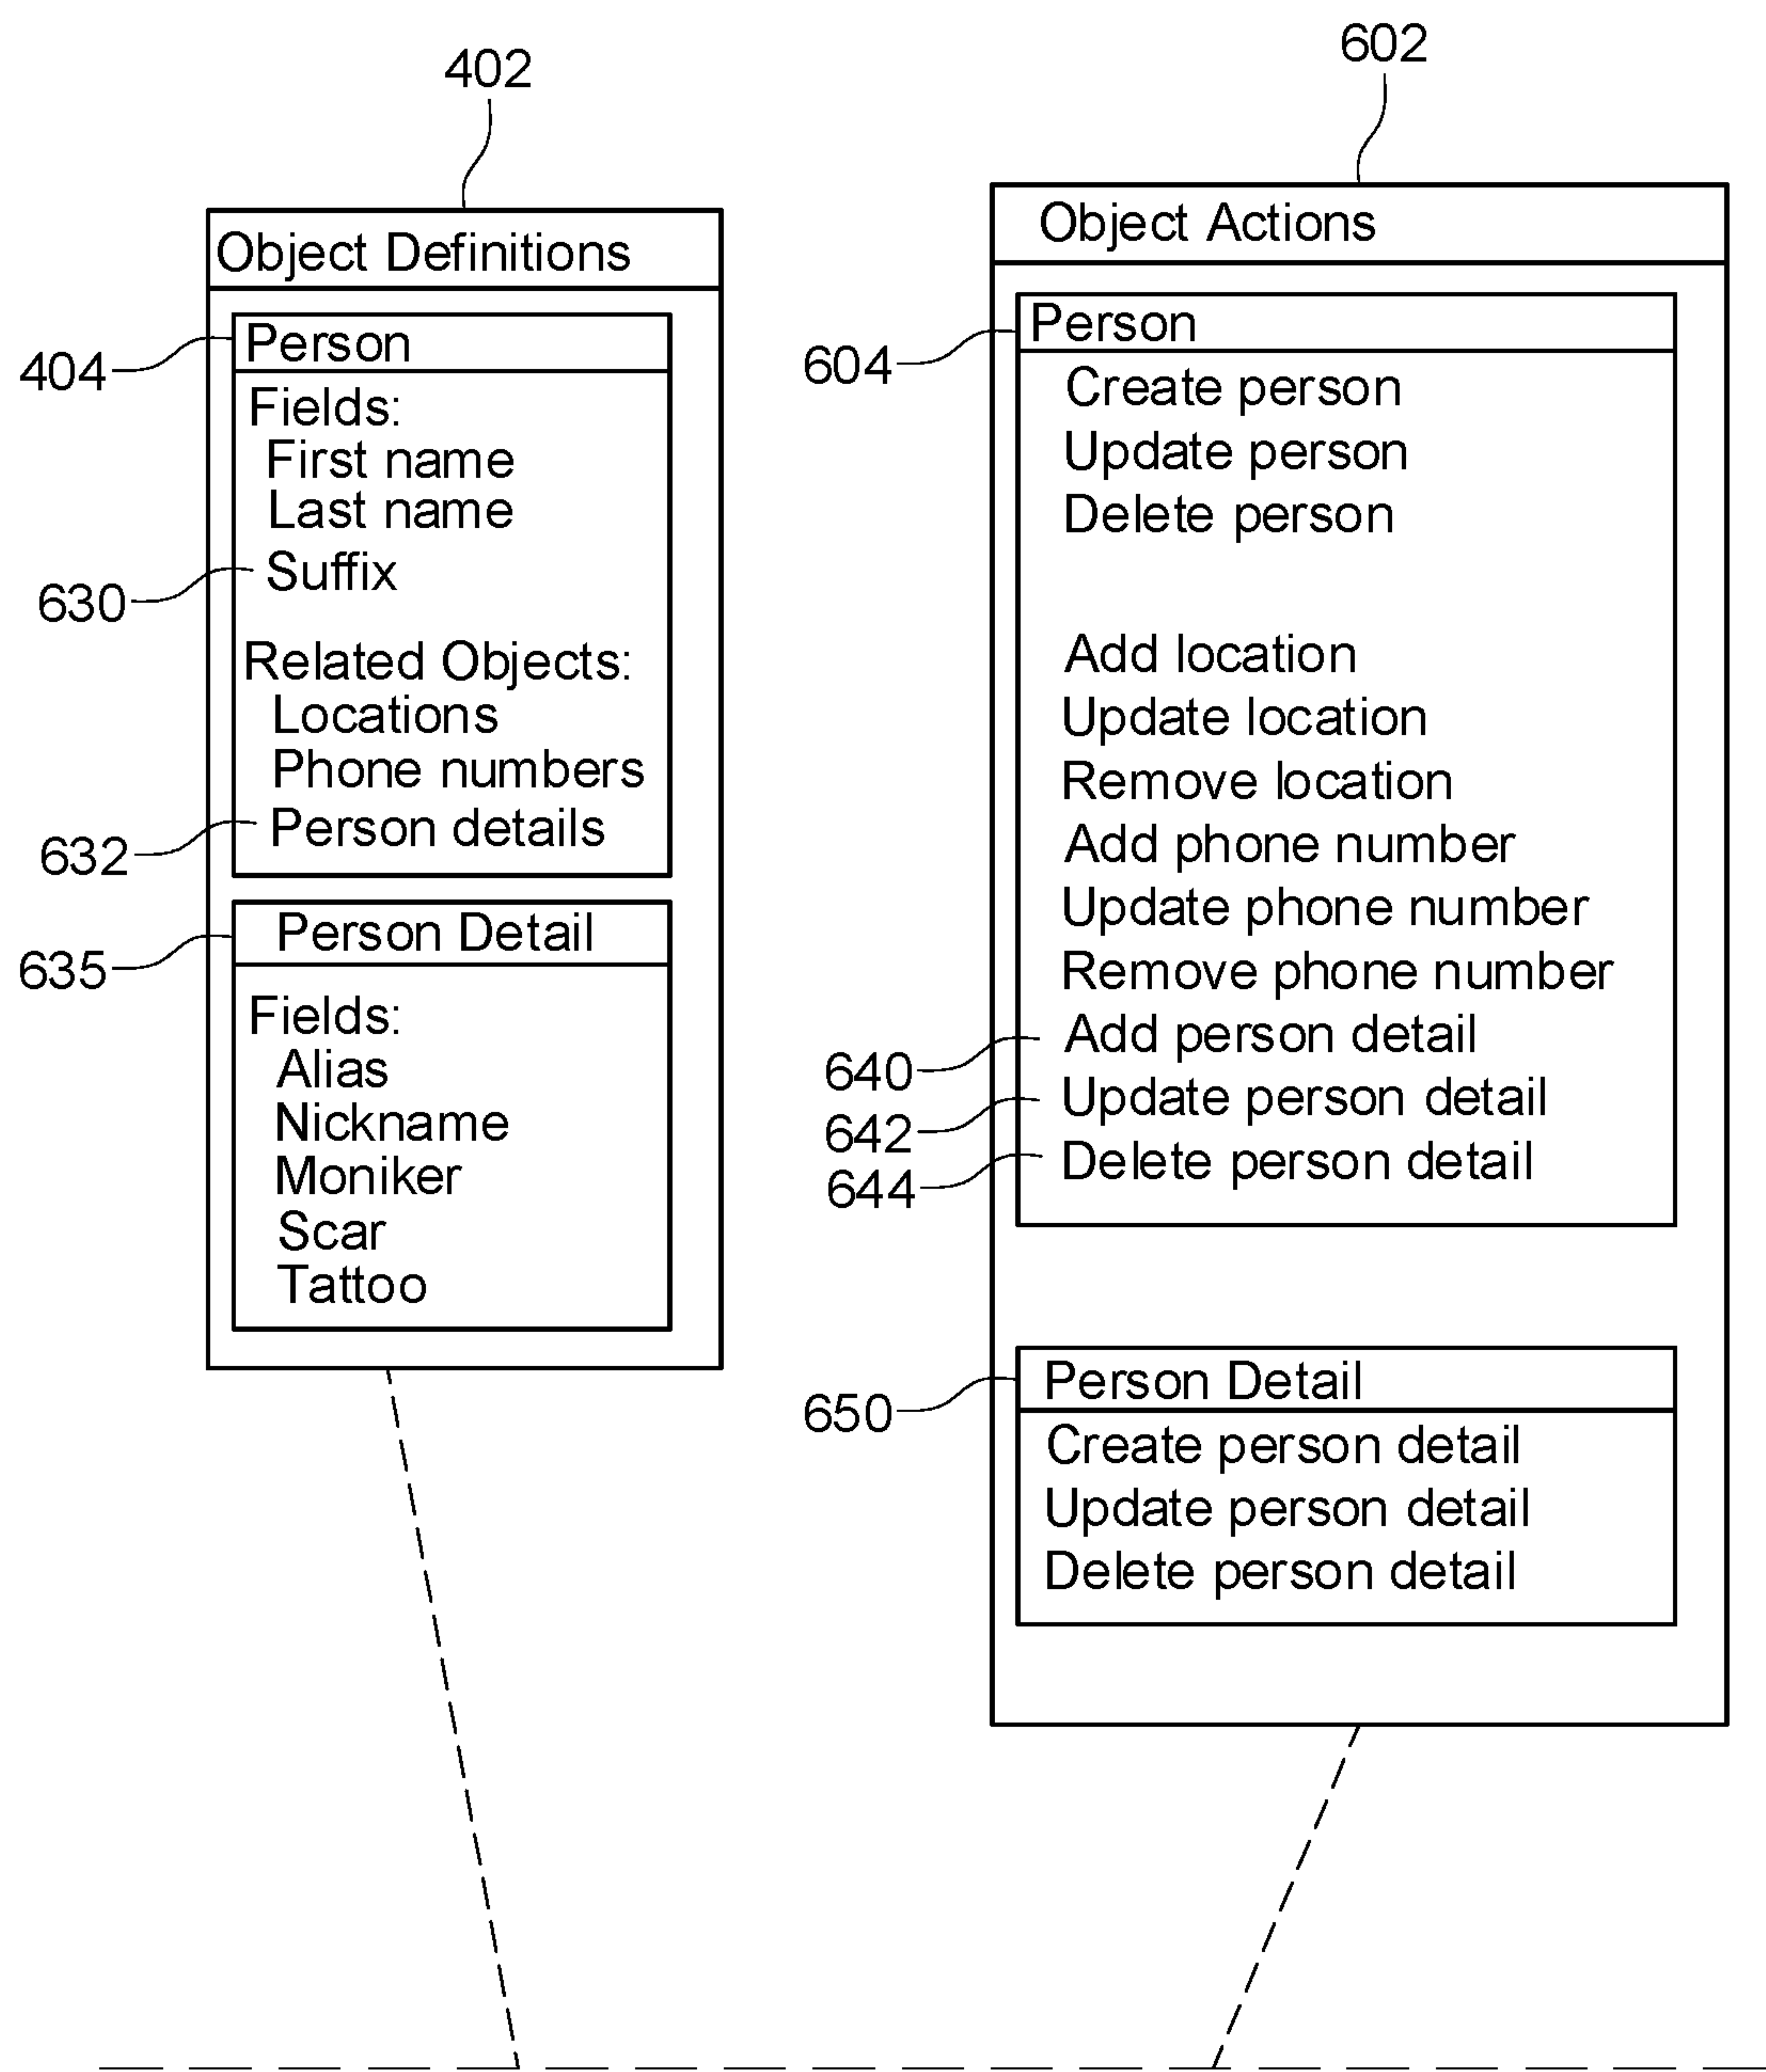 402
Object Definitions
404
Person
Fields:
First name
Last name
630
Suffix
Related Objects:
Locations
Phone numbers
632
Person details
635
Person Detail
Fields:
Alias
Nickname
Moniker
Scar
Tattoo
602
Object Actions
604
Person
Create person
Update person
Delete person
Add location
Update location
Remove location
Add phone number
Update phone number
Remove phone number
640
Add person detail
642
Update person detail
644
Delete person detail
650
Person Detail
Create person detail
Update person detail
Delete person detail